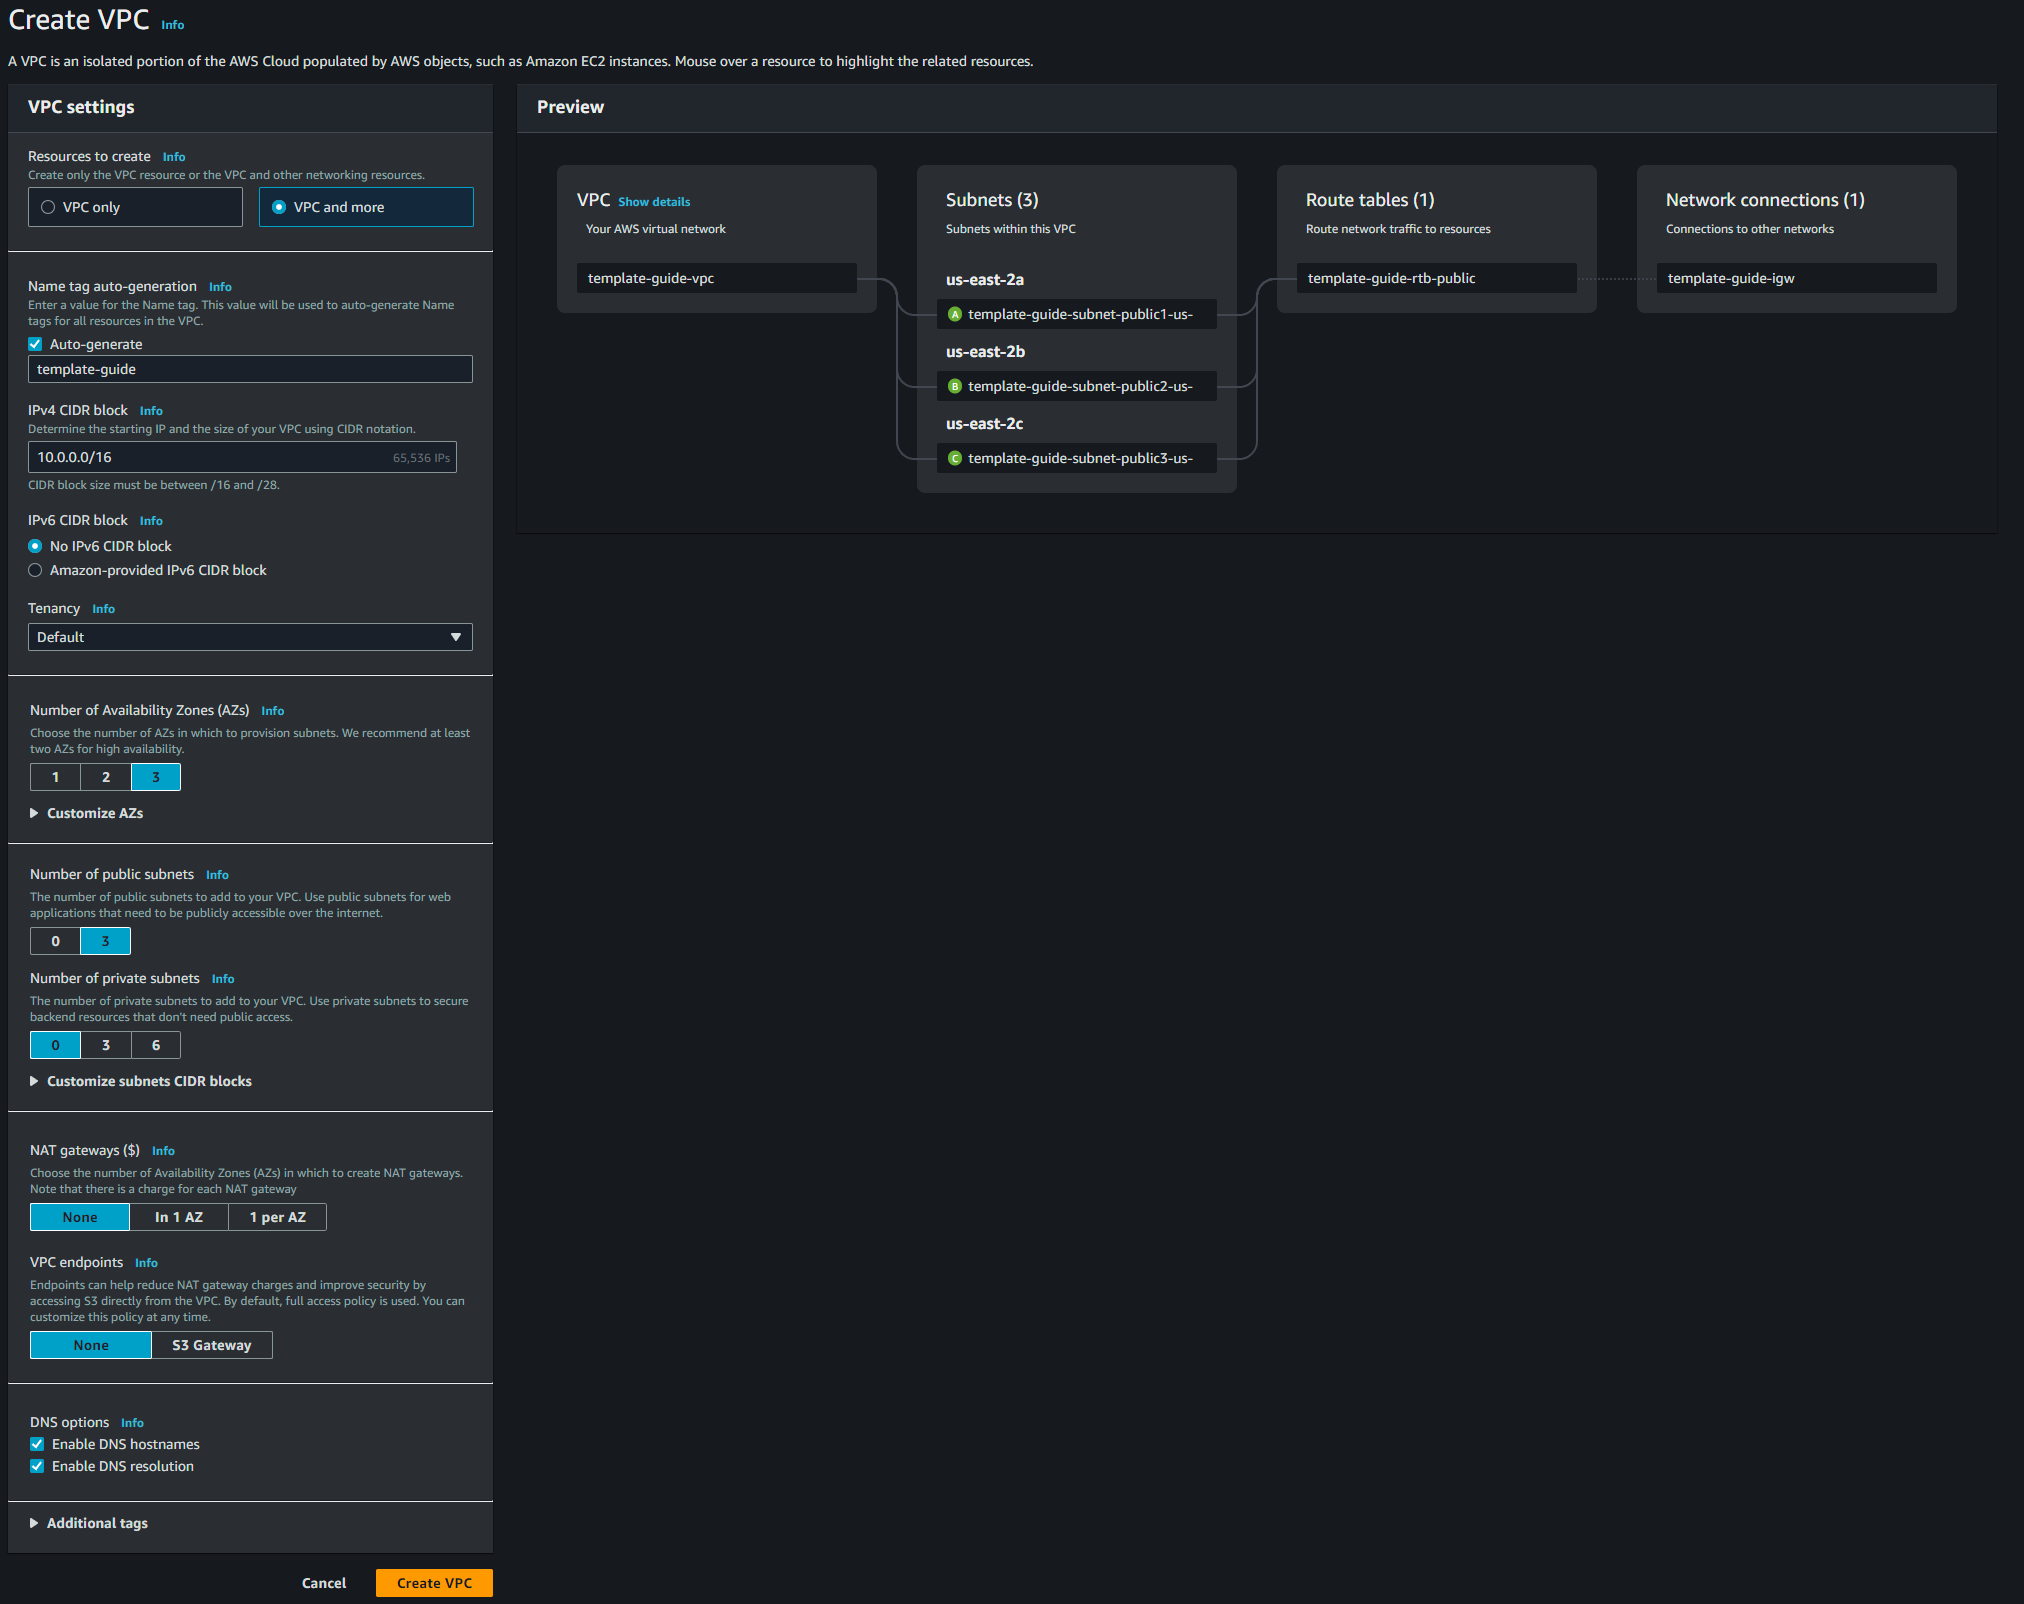 Create VPC Info
A VPC is an isolated portion of the AWS Cloud populated by AWS objects, such as Amazon EC2 instances. Mouse over a resource to highlight the related resources.
VPC settings
Resources to create Info
Create only the VPC resource or the VPC and other networking resources.
VPC only
VPC and more
Name tag auto-generation Info
Enter a value for the Name tag. This value will be used to auto-generate Name
tags for all resources in the VPC.
Auto-generate
template-guide
IPv4 CIDR block Info
Determine the starting IP and the size of your VPC using CIDR notation.
10.0.0.0/16 65,536 IPs
CIDR block size must be between /16 and /28.
IPv6 CIDR block Info
No IPv6 CIDR block
Amazon-provided IPv6 CIDR block
Tenancy Info
Default
Number of Availability Zones (AZs) Info
Choose the number of AZs in which to provision subnets. We recommend at least
two AZs for high availability.
1 2 3
Customize AZs
Number of public subnets Info
The number of public subnets to add to your VPC. Use public subnets for web
applications that need to be publicly accessible over the internet.
0 3
Number of private subnets Info
The number of private subnets to add to your VPC. Use private subnets to secure
backend resources that don't need public access.
0 3 6
Customize subnets CIDR blocks
NAT gateways ($) Info
Choose the number of Availability Zones (AZs) in which to create NAT gateways.
Note that there is a charge for each NAT gateway
None In 1 AZ 1 per AZ
VPC endpoints Info
Endpoints can help reduce NAT gateway charges and improve security by
accessing S3 directly from the VPC. By default, full access policy is used. You can
customize this policy at any time.
None S3 Gateway
DNS options Info
Enable DNS hostnames
Enable DNS resolution
Additional tags
Cancel Create VPC
Preview
VPC Show details
Your AWS virtual network
template-guide-vpc
Subnets (3)
Subnets within this VPC
us-east-2a
A template-guide-subnet-public1-us-
us-east-2b
B template-guide-subnet-public2-us-
us-east-2c
C template-guide-subnet-public3-us-
Route tables (1)
Route network traffic to resources
template-guide-rtb-public
Network connections (1)
Connections to other networks
template-guide-igw